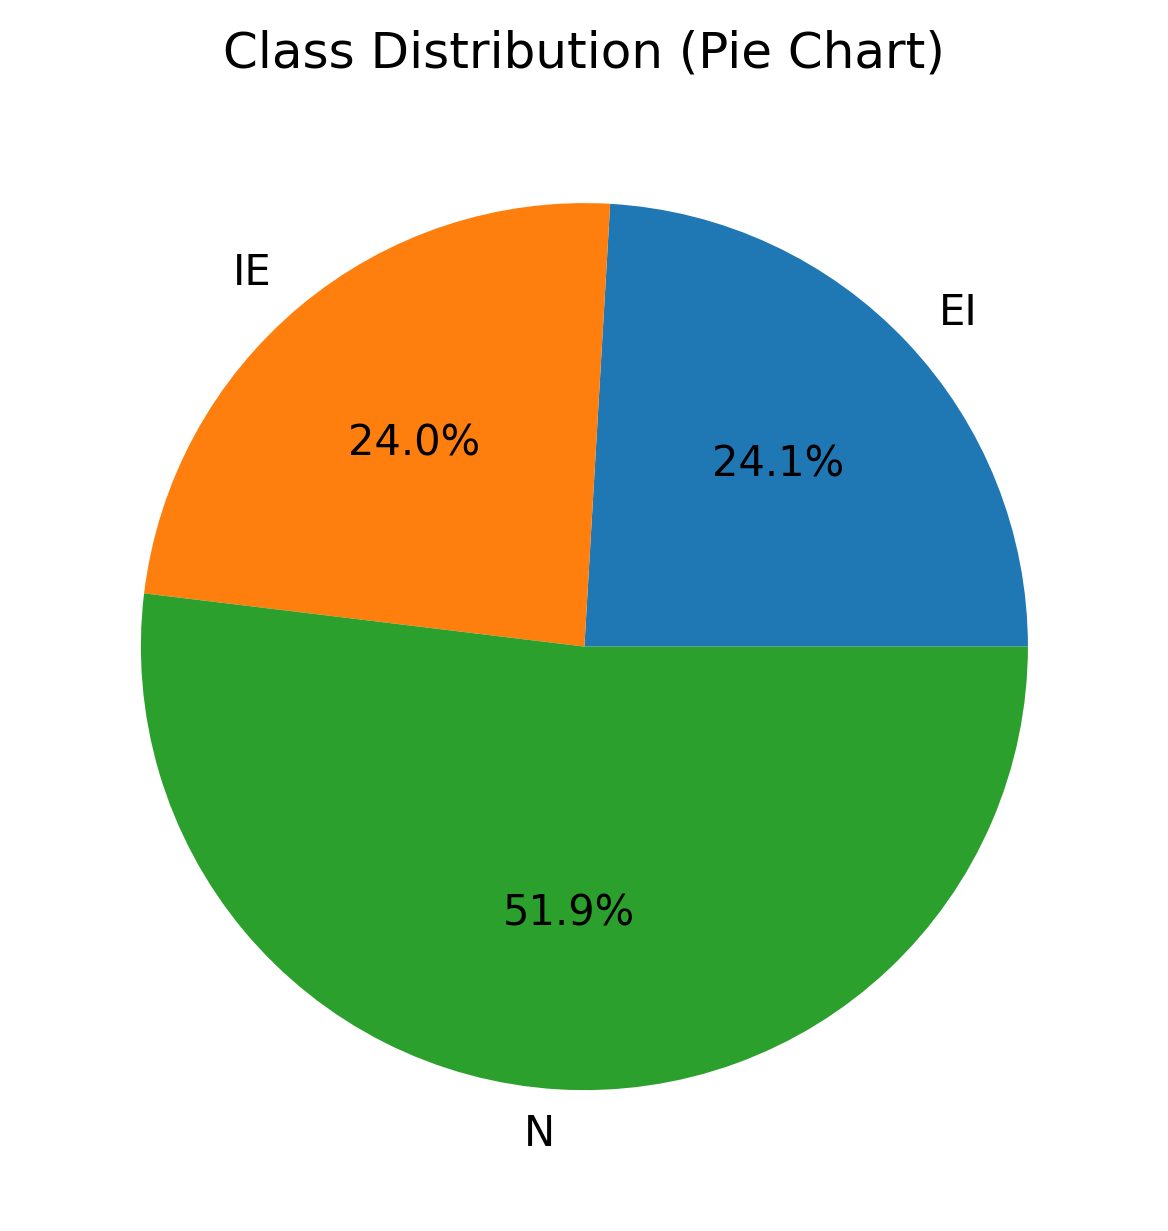 Class Distribution (Pie Chart)
IE
EI
24.0%
24.1%
51.9%
N